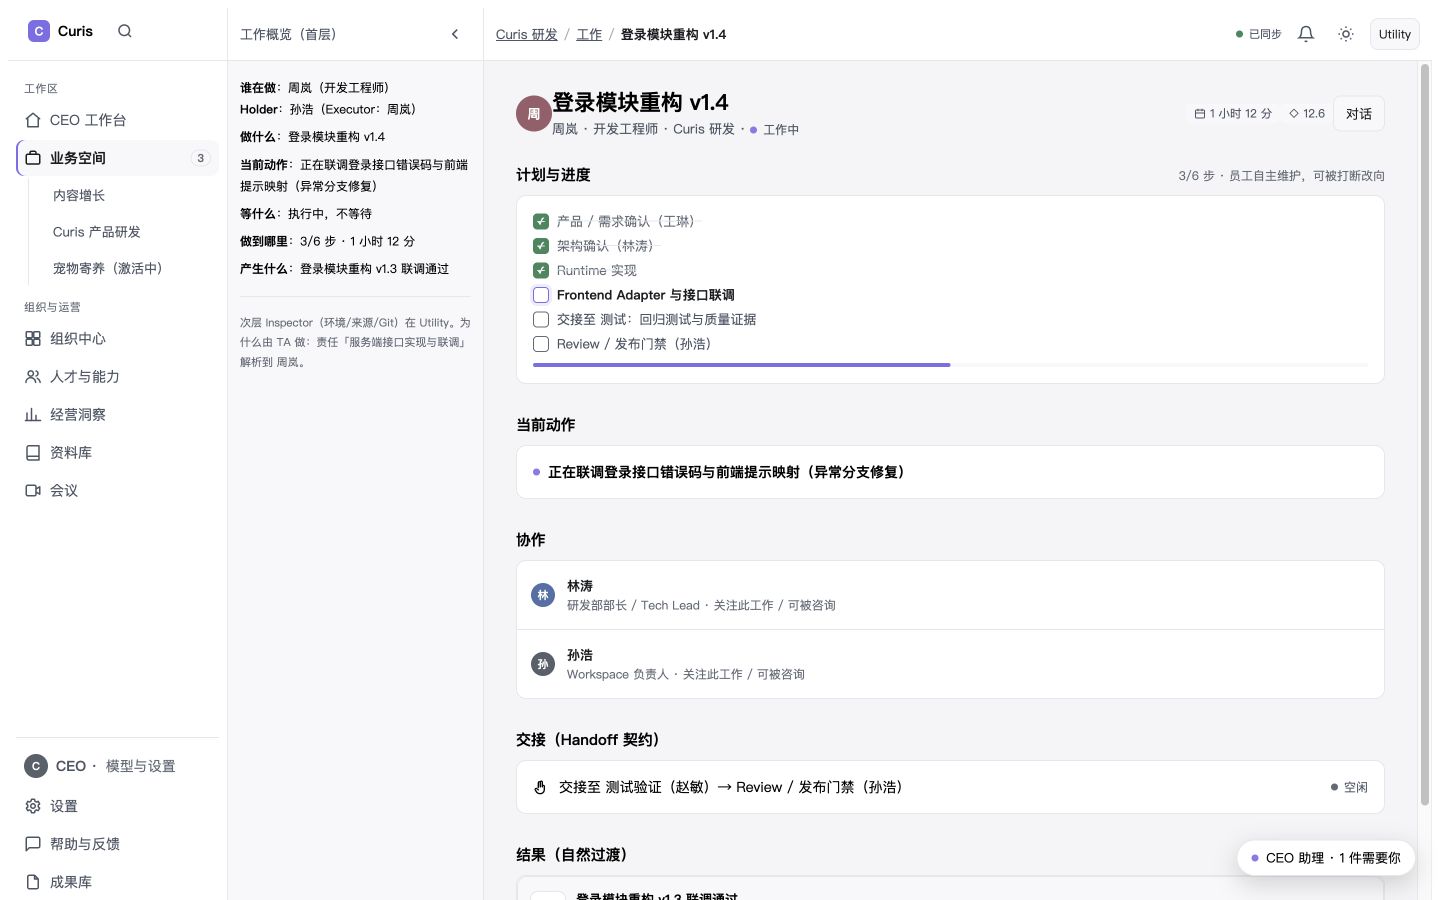 C Curis
工作区
CEO 工作台
业务空间 3
内容增长
Curis 产品研发
宠物寄养（激活中）
组织与运营
组织中心
人才与能力
经营洞察
资料库
会议
C CEO · 模型与设置
设置
帮助与反馈
成果库
工作概览（首层）
谁在做：周岚（开发工程师）
Holder：孙浩（Executor：周岚）
做什么：登录模块重构 v1.4
当前动作：正在联调登录接口错误码与前端
提示映射（异常分支修复）
等什么：执行中，不等待
做到哪里：3/6 步 · 1 小时 12 分
产生什么：登录模块重构 v1.3 联调通过
次层 Inspector（环境/来源/Git）在 Utility。为
什么由 TA 做：责任「服务端接口实现与联调」
解析到 周岚。
Curis 研发 / 工作 / 登录模块重构 v1.4
已同步
Utility
周
登录模块重构 v1.4
周岚 · 开发工程师 · Curis 研发 · 工作中
1 小时 12 分
12.6
对话
计划与进度
3/6 步 · 员工自主维护，可被打断改向
产品 / 需求确认（王琳）
架构确认（林涛）
Runtime 实现
Frontend Adapter 与接口联调
交接至 测试：回归测试与质量证据
Review / 发布门禁（孙浩）
当前动作
正在联调登录接口错误码与前端提示映射（异常分支修复）
协作
林
林涛
研发部部长 / Tech Lead · 关注此工作 / 可被咨询
孙
孙浩
Workspace 负责人 · 关注此工作 / 可被咨询
交接（Handoff 契约）
交接至 测试验证（赵敏）→ Review / 发布门禁（孙浩）
空闲
结果（自然过渡）
登录模块重构 v1.3 联调通过
CEO 助理 · 1 件需要你